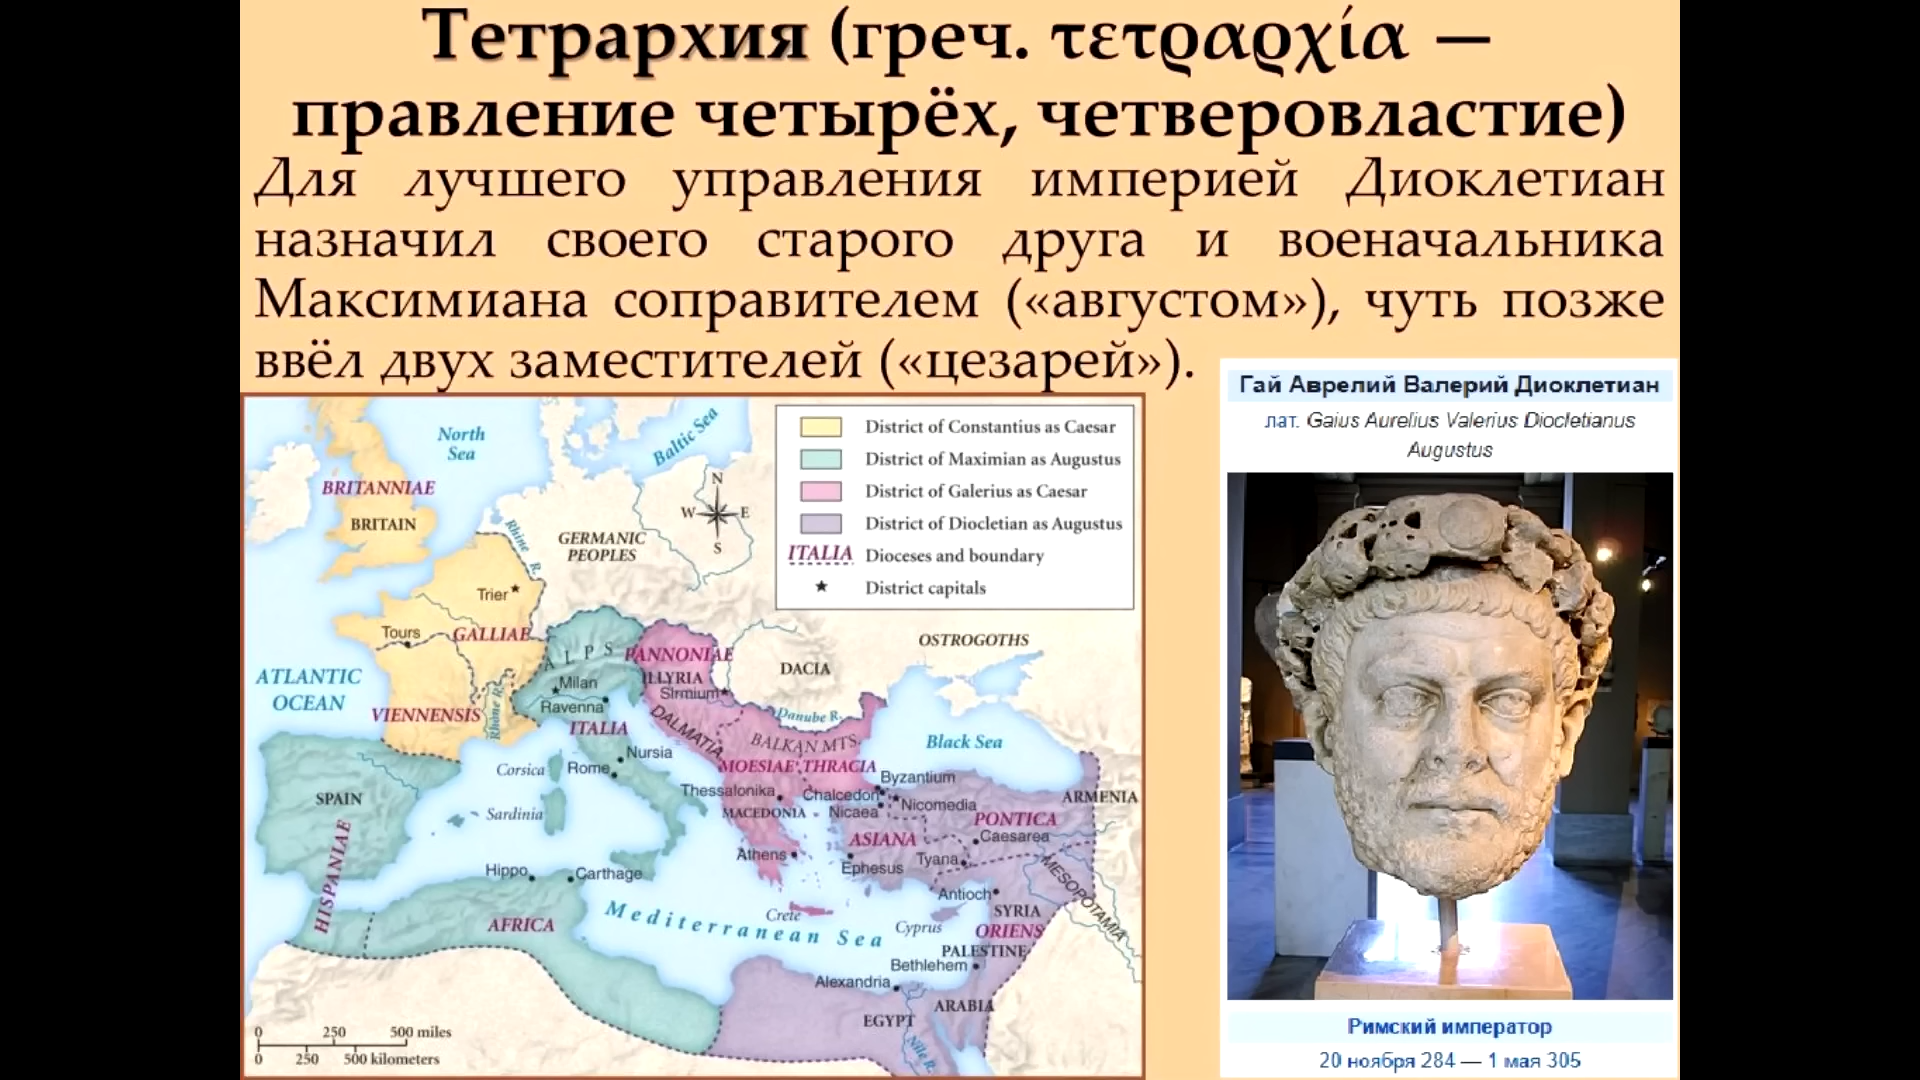 Тетрархия (греч. τετραρχία —
правление четырёх, четверовластие)
Для лучшего управления империей Диоклетиан
назначил своего старого друга и военачальника
Максимиана соправителем («августом»), чуть позже
ввёл двух заместителей («цезарей»).
North
Sea
Baltic Sea
District of Constantius as Caesar
District of Maximian as Augustus
District of Galerius as Caesar
District of Diocletian as Augustus
ITALIA Dioceses and boundary
District capitals
N
W E
S
BRITANNIAE
BRITAIN
Rhine R.
GERMANIC
PEOPLES
Trier
Tours
GALLIAE
ALPS
PANNONIAE
ILLYRIA
Sirmium
DACIA
OSTROGOTHS
ATLANTIC
OCEAN
Milan
Ravenna
VIENNENSIS
Rhône R.
ITALIA
DALMATIA
Danube R.
BALKAN MTS.
Black Sea
Corsica
Rome
Nursia
MOESIAE
THRACIA
Byzantium
SPAIN
Sardinia
Thessalonika
MACEDONIA
Chalcedon
Nicaea
Nicomedia
ARMENIA
PONTICA
Caesarea
ASIANA
HISPANIAE
Hippo
Carthage
Athens
Ephesus
Tyana
MESOPOTAMIA
Antioch
AFRICA
Mediterranean Sea
Crete
Cyprus
SYRIA
ORIENS
PALESTINE
Bethlehem
Alexandria
ARABIA
EGYPT
Nile R.
0 250 500 miles
0 250 500 kilometers
Гай Аврелий Валерий Диоклетиан
лат. Gaius Aurelius Valerius Diocletianus
Augustus
Римский император
20 ноября 284 — 1 мая 305